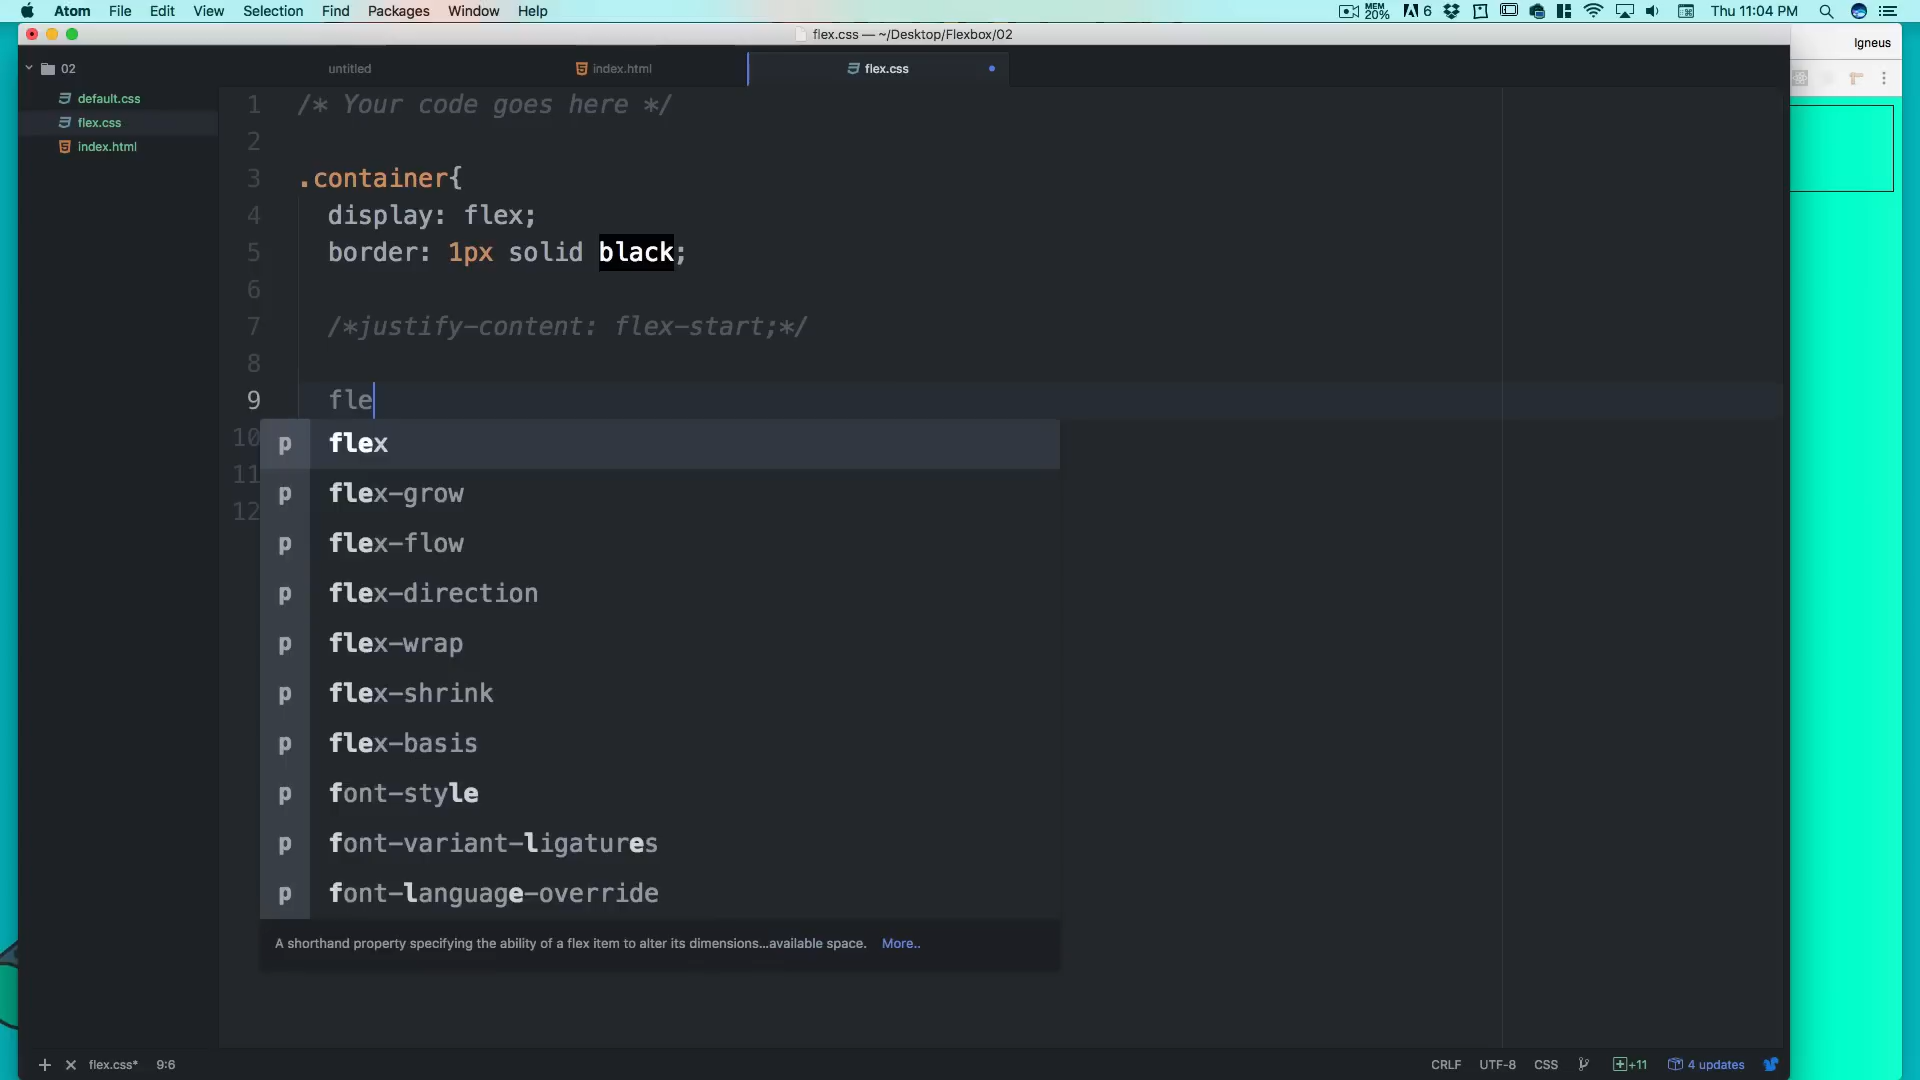 Atom File Edit View Selection Find Packages Window Help MEM 20% 6 Thu 11:04 PM
flex.css — ~/Desktop/Flexbox/02
Igneus
02
untitled index.html flex.css
default.css
flex.css
index.html
1 /* Your code goes here */
2
3 .container{
4 display: flex;
5 border: 1px solid black;
6
7 /*justify-content: flex-start;*/
8
9 fle
10 p flex
11 p flex-grow
12 p flex-flow
p flex-direction
p flex-wrap
p flex-shrink
p flex-basis
p font-style
p font-variant-ligatures
p font-language-override
A shorthand property specifying the ability of a flex item to alter its dimensions...available space. More..
flex.css* 9:6 CRLF UTF-8 CSS +11 4 updates